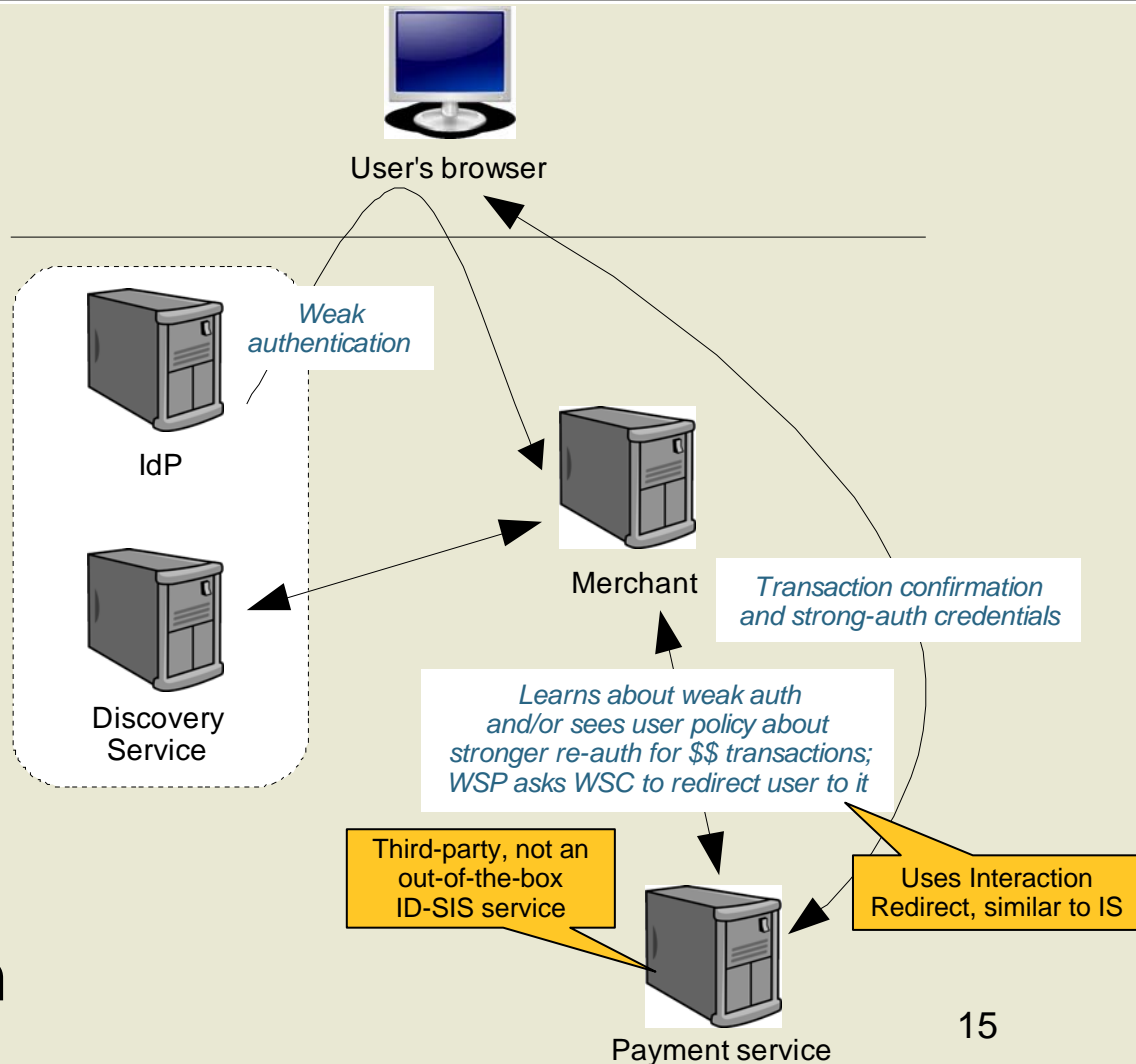 User's browser
Weak
authentication
IdP
Merchant
Transaction confirmation
and strong-auth credentials
Discovery
Service
Learns about weak auth
and/or sees user policy about
stronger re-auth for $$ transactions;
WSP asks WSC to redirect user to it
Third-party, not an
out-of-the-box
ID-SIS service
Uses Interaction
Redirect, similar to IS
Payment service
15